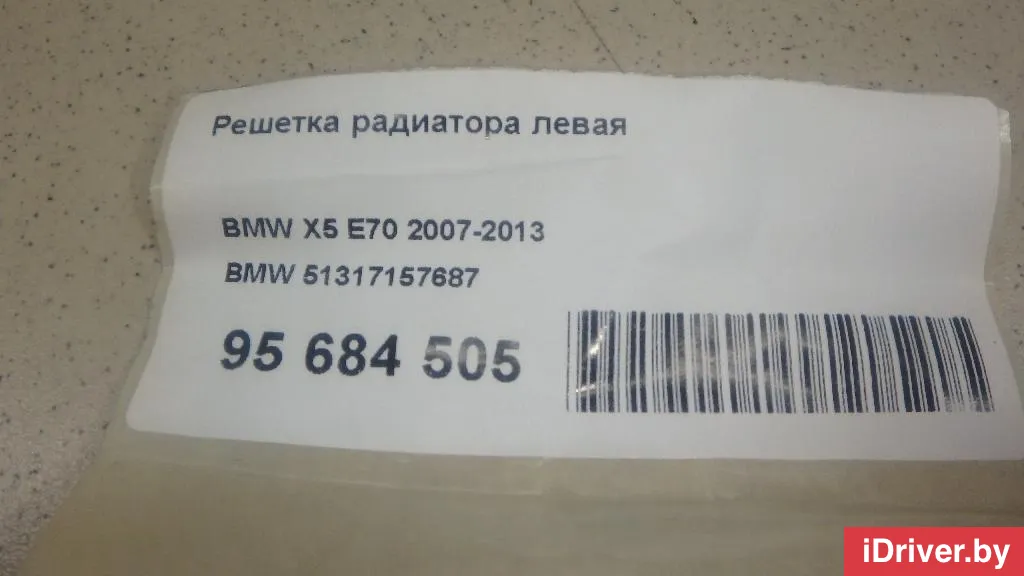 Решетка радиатора левая
BMW X5 E70 2007-2013
BMW 51317157687
95 684 505
iDriver.by